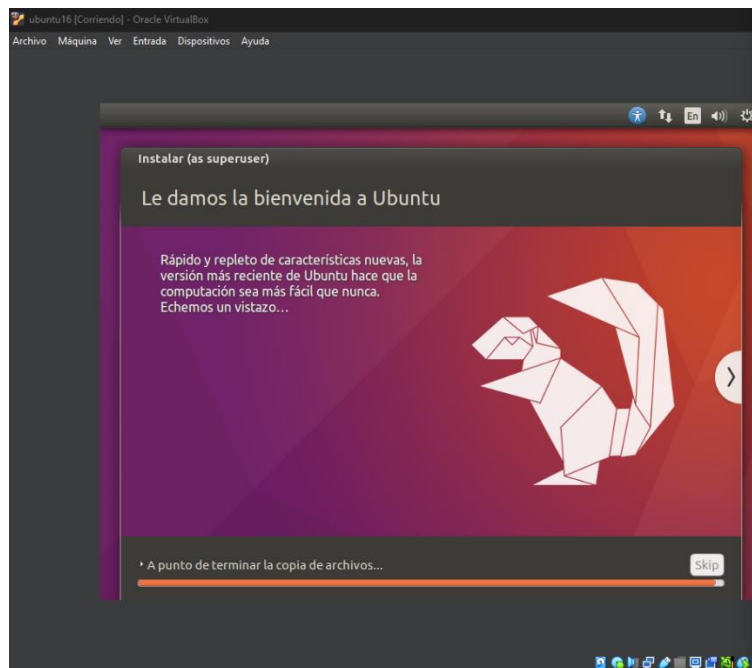 ubuntu16 [Corriendo] - Oracle VirtualBox
Archivo Máquina Ver Entrada Dispositivos Ayuda
En
Instalar (as superuser)
Le damos la bienvenida a Ubuntu
Rápido y repleto de características nuevas, la
versión más reciente de Ubuntu hace que la
computación sea más fácil que nunca.
Echemos un vistazo…
A punto de terminar la copia de archivos...
Skip